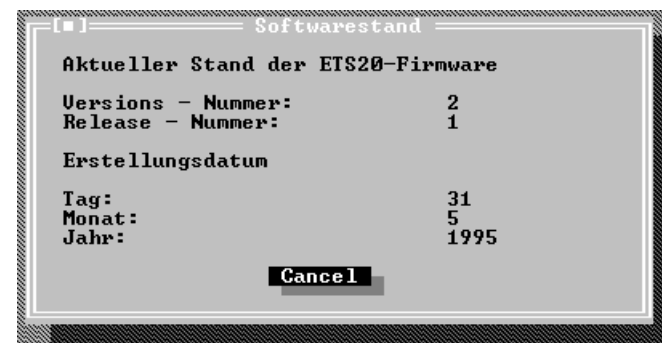 [■] Softwarestand
Aktueller Stand der ETS20-Firmware
Versions - Nummer: 2
Release - Nummer: 1
Erstellungsdatum
Tag: 31
Monat: 5
Jahr: 1995
Cancel